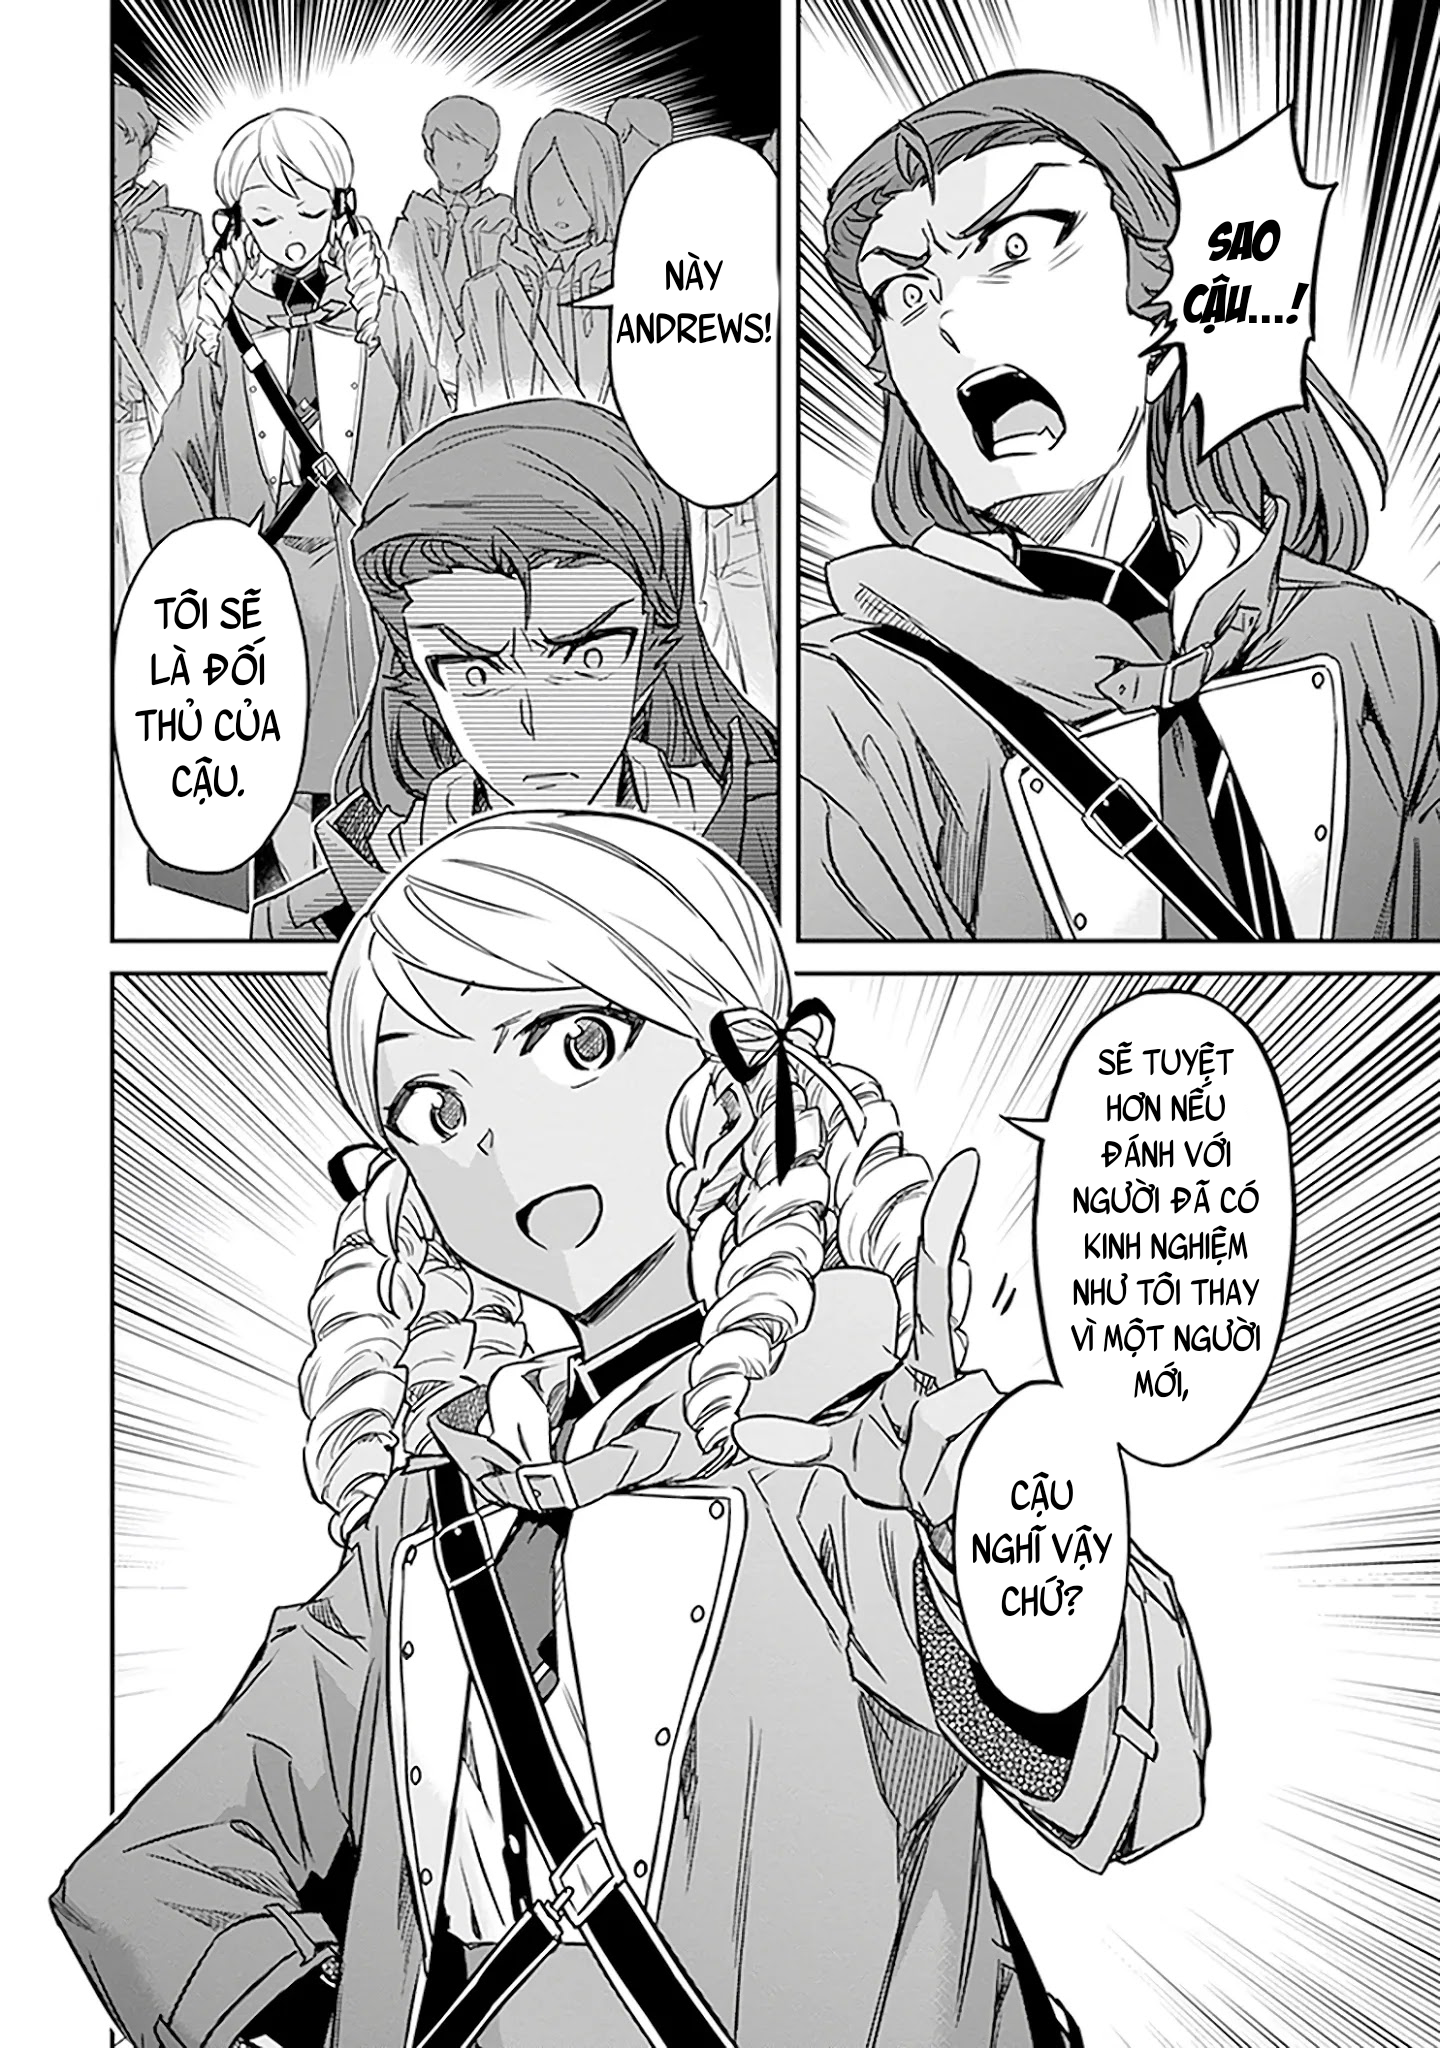 SAO
CẬU...!
NÀY
ANDREWS!
TÔI SẼ
LÀ ĐỐI
THỦ CỦA
CẬU.
SẼ TUYỆT
HƠN NẾU
ĐÁNH VỚI
NGƯỜI ĐÃ CÓ
KINH NGHIỆM
NHƯ TÔI THAY
VÌ MỘT NGƯỜI
MỚI,
CẬU
NGHĨ VẬY
CHỨ?